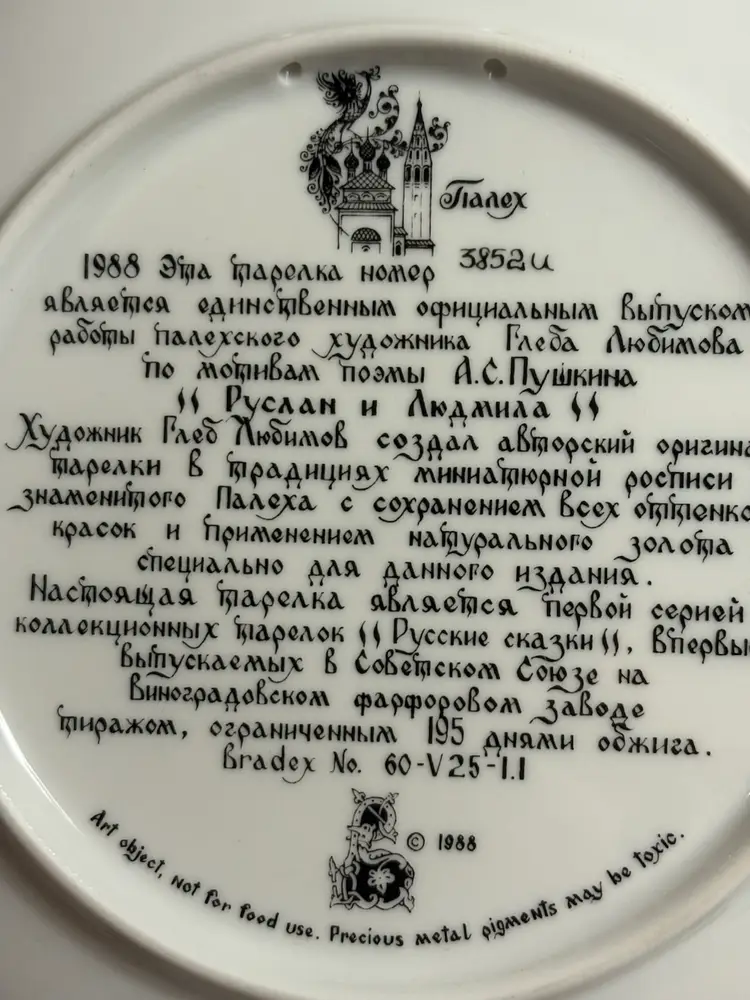 Палех
1988 Эта тарелка номер 3852и
является единственным официальным выпуском
работы палехского художника Глеба Любимова
по мотивам поэмы А.С.Пушкина
" Руслан и Людмила "
Художник Глеб Любимов создал авторский оригина
тарелки в традициях миниатюрной росписи
знаменитого Палеха с сохранением всех оттенко
красок и применением натурального золота
специально для данного издания.
Настоящая тарелка является первой серией
коллекционных тарелок " Русские сказки ", впервы
выпускаемых в Советском Союзе на
Виноградовском фарфоровом заводе
тиражом, ограниченным 195 днями обжига.
Bradex No. 60-V25-1.1
© 1988
Art object, not for food use. Precious metal pigments may be toxic.